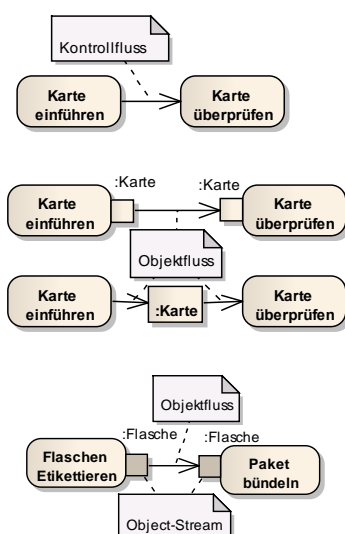 Kontrollfluss
Karte
einführen
Karte
überprüfen
:Karte
:Karte
Karte
einführen
Karte
überprüfen
Objektfluss
Karte
einführen
:Karte
Karte
überprüfen
Objektfluss
:Flasche
:Flasche
Flaschen
Etikettieren
Paket
bündeln
Object-Stream